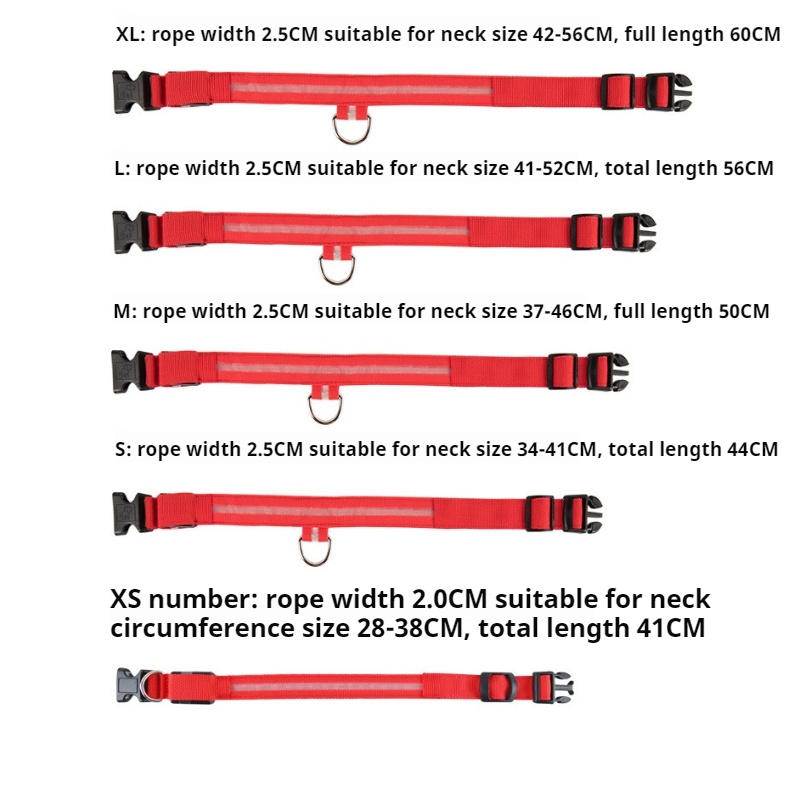 XL: rope width 2.5CM suitable for neck size 42-56CM, full length 60CM
L: rope width 2.5CM suitable for neck size 41-52CM, total length 56CM
M: rope width 2.5CM suitable for neck size 37-46CM, full length 50CM
S: rope width 2.5CM suitable for neck size 34-41CM, total length 44CM
XS number: rope width 2.0CM suitable for neck
circumference size 28-38CM, total length 41CM